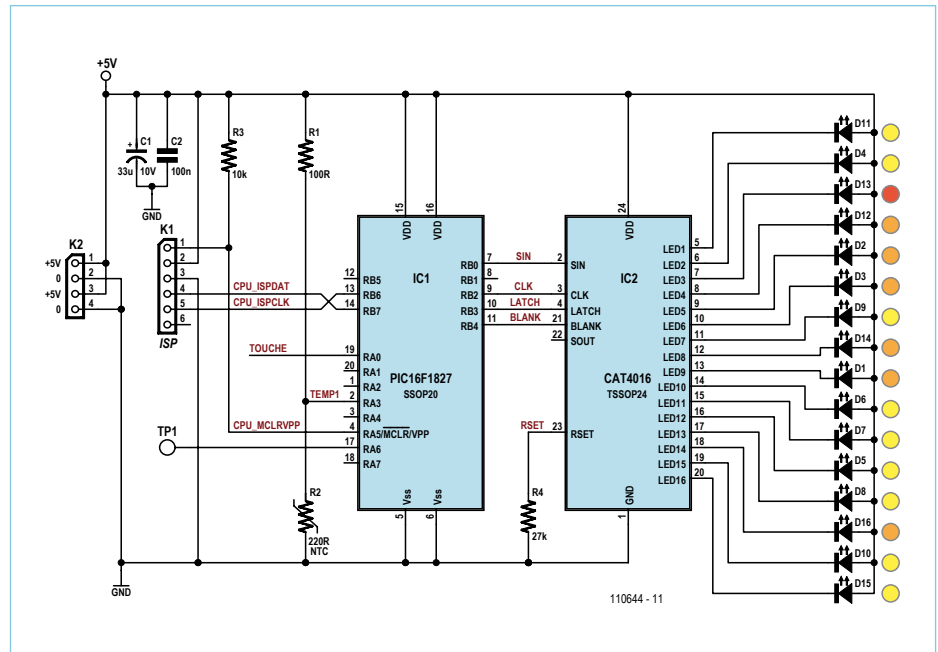 +5V
C1
33u
10V
C2
100n
GND
R3
10k
R1
100R
K2
+5V
1
0
2
+5V
3
0
4
K1
1
2
3
4
5
6
ISP
CPU_ISPDAT
CPU_ISPCLK
TOUCHE
TEMP1
CPU_MCLRVPP
TP1
R2
220R
NTC
GND
15
16
VDD
VDD
IC1
12
RB5
13
RB6
14
RB7
19
RA0
20
RA1
1
RA2
2
RA3
3
RA4
4
RA5/MCLR/VPP
17
RA6
18
RA7
PIC16F1827
SSOP20
RB0
7
RB1
8
RB2
9
RB3
10
RB4
11
Vss
Vss
5
6
SIN
CLK
LATCH
BLANK
RSET
R4
27k
24
VDD
IC2
2
SIN
3
CLK
4
LATCH
21
BLANK
22
SOUT
CAT4016
TSSOP24
23
RSET
GND
1
LED1
5
LED2
6
LED3
7
LED4
8
LED5
9
LED6
10
LED7
11
LED8
12
LED9
13
LED10
14
LED11
15
LED12
16
LED13
17
LED14
18
LED15
19
LED16
20
D11
D4
D13
D12
D2
D3
D9
D14
D1
D6
D7
D5
D8
D16
D10
D15
110644 - 11